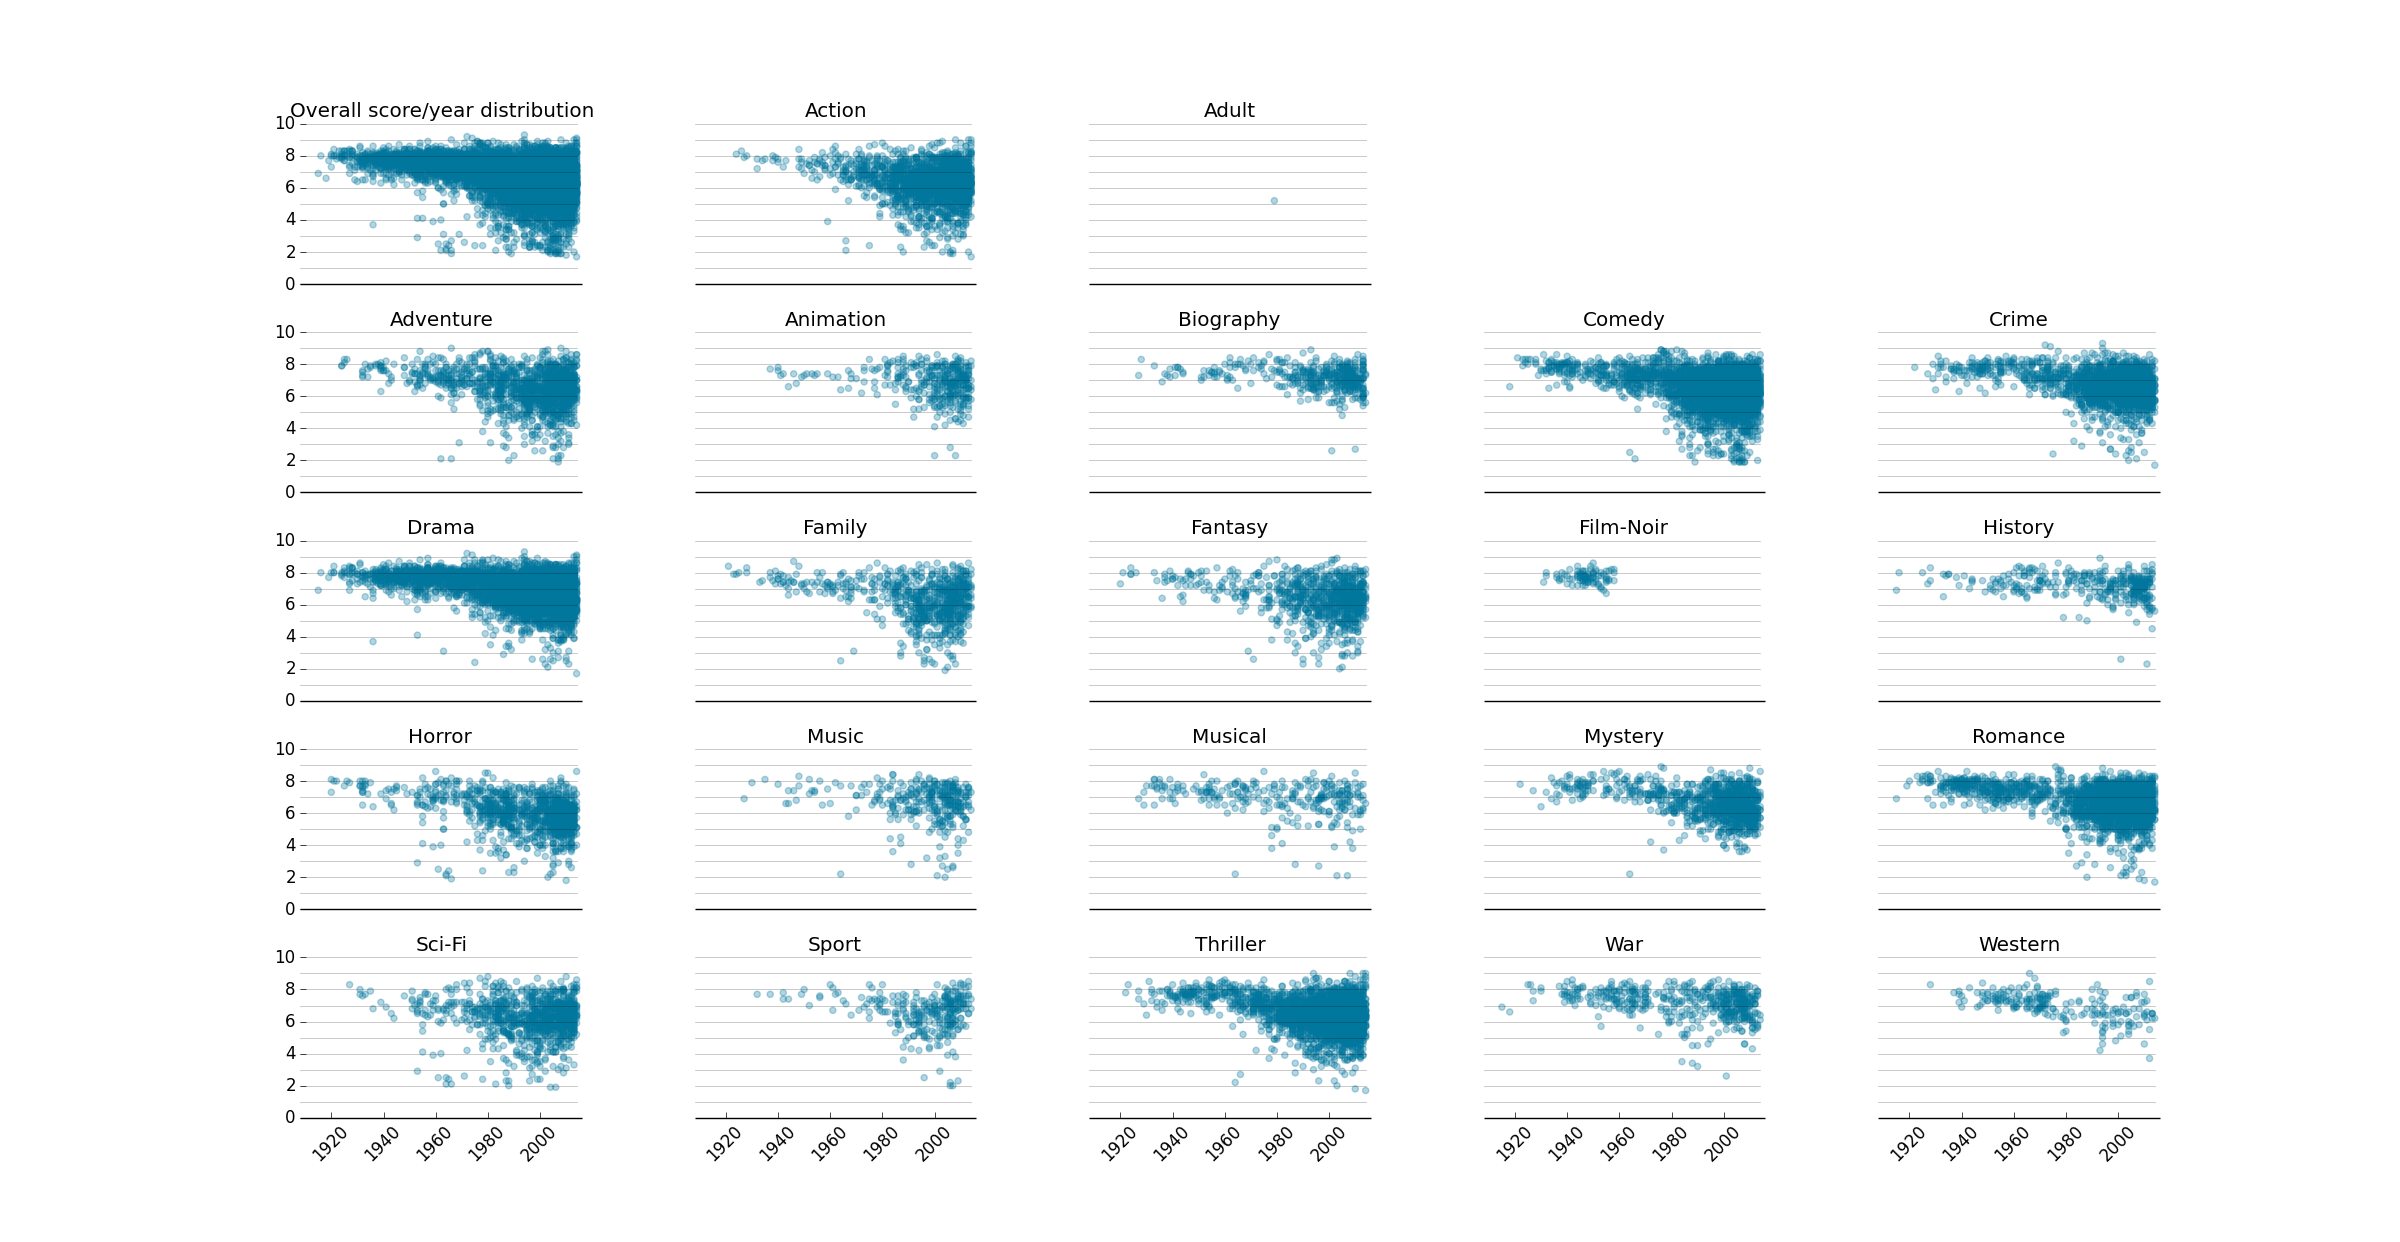 Overall score/year distribution
Action
Adult
10
8
6
4
2
0
Adventure
Animation
Biography
Comedy
Crime
10
8
6
4
2
0
Drama
Family
Fantasy
Film-Noir
History
10
8
6
4
2
0
Horror
Music
Musical
Mystery
Romance
10
8
6
4
2
0
Sci-Fi
Sport
Thriller
War
Western
10
8
6
4
2
0
1920 1940 1960 1980 2000
1920 1940 1960 1980 2000
1920 1940 1960 1980 2000
1920 1940 1960 1980 2000
1920 1940 1960 1980 2000